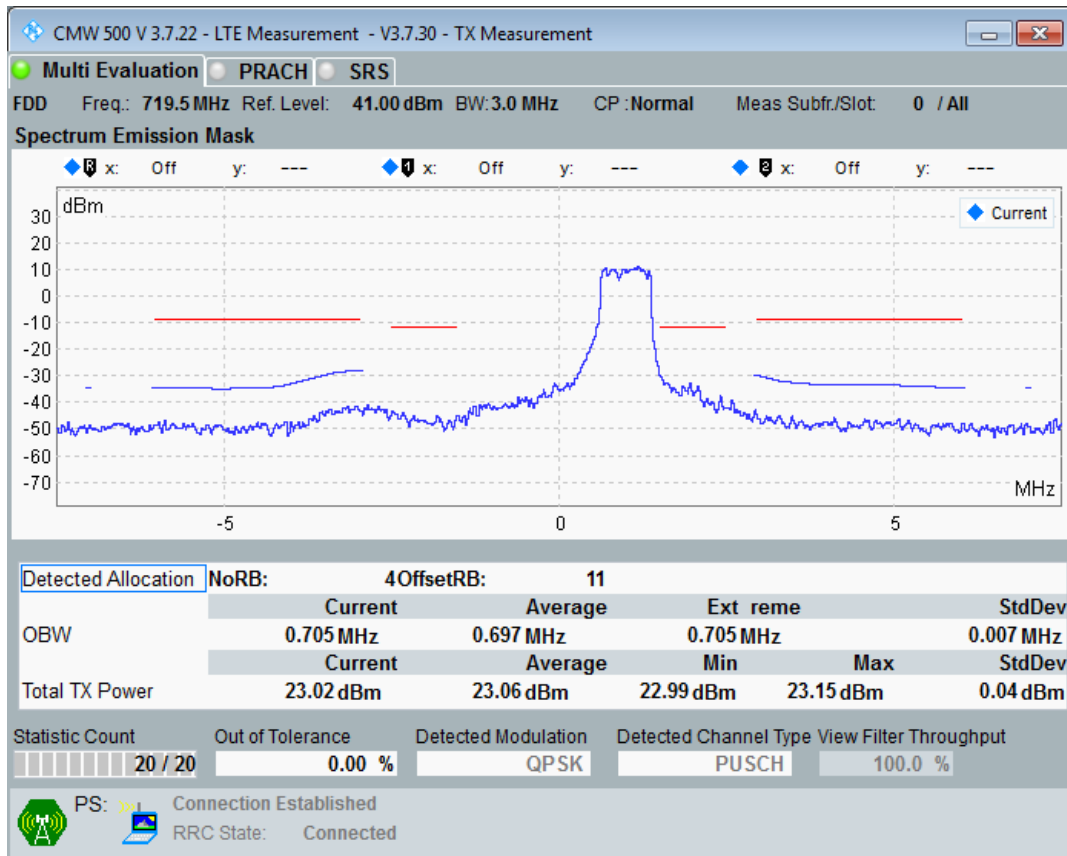 CMW 500 V 3.7.22 - LTE Measurement - V3.7.30 - TX Measurement
Multi Evaluation PRACH SRS
FDD Freq.: 719.5 MHz Ref. Level: 41.00 dBm BW: 3.0 MHz CP : Normal Meas Subfr./Slot: 0 / All
Spectrum Emission Mask
R x: Off y: --- 1 x: Off y: --- 2 x: Off y: ---
dBm
Current
30
20
10
0
-10
-20
-30
-40
-50
-60
-70
MHz
-5 0 5
Detected Allocation NoRB: 4 OffsetRB: 11
Current Average Ext reme StdDev
OBW 0.705 MHz 0.697 MHz 0.705 MHz 0.007 MHz
Current Average Min Max StdDev
Total TX Power 23.02 dBm 23.06 dBm 22.99 dBm 23.15 dBm 0.04 dBm
Statistic Count Out of Tolerance Detected Modulation Detected Channel Type View Filter Throughput
20 / 20 0.00 % QPSK PUSCH 100.0 %
PS: Connection Established
RRC State: Connected